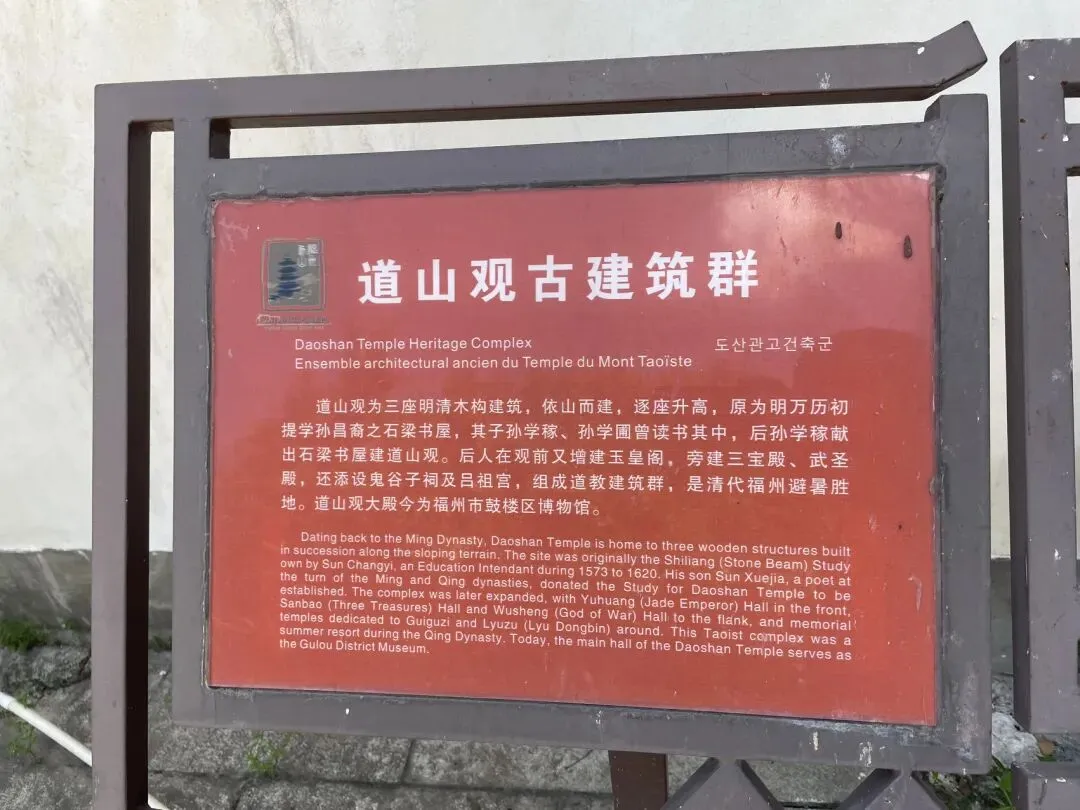 道山观古建筑群
Daoshan Temple Heritage Complex
도산관고건축군
Ensemble architectural ancien du Temple du Mont Taoïste
道山观为三座明清木构建筑，依山而建，逐座升高，原为明万历初
提学孙昌裔之石梁书屋，其子孙学稼、孙学圃曾读书其中，后孙学稼献
出石梁书屋建道山观。后人在观前又增建玉皇阁，旁建三宝殿、武圣
殿，还添设鬼谷子祠及吕祖宫，组成道教建筑群，是清代福州避暑胜
地。道山观大殿今为福州市鼓楼区博物馆。
Dating back to the Ming Dynasty, Daoshan Temple is home to three wooden structures built
in succession along the sloping terrain. The site was originally the Shiliang (Stone Beam) Study
own by Sun Changyi, an Education Intendant during 1573 to 1620. His son Sun Xuejia, a poet at
the turn of the Ming and Qing dynasties, donated the Study for Daoshan Temple to be
established. The complex was later expanded, with Yuhuang (Jade Emperor) Hall in the front,
Sanbao (Three Treasures) Hall and Wusheng (God of War) Hall to the flank, and memorial
temples dedicated to Guiguzi and Lyuzu (Lyu Dongbin) around. This Taoist complex was a
summer resort during the Qing Dynasty. Today, the main hall of the Daoshan Temple serves as
the Gulou District Museum.